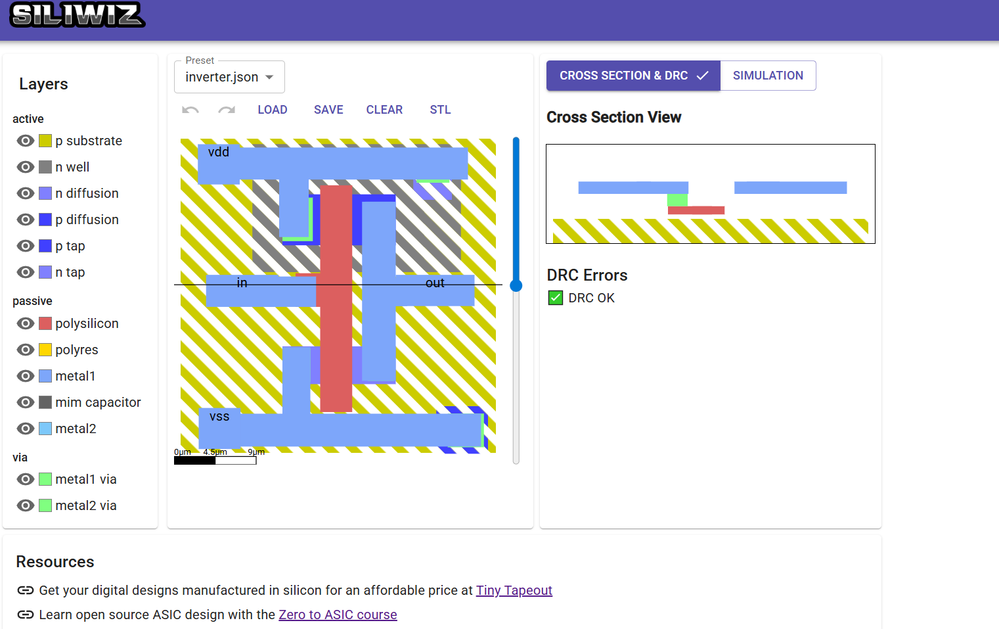 SILIWIZ
Layers
active
p substrate
n well
n diffusion
p diffusion
p tap
n tap
passive
polysilicon
polyres
metal1
mim capacitor
metal2
via
metal1 via
metal2 via
Preset
inverter.json
LOAD SAVE CLEAR STL
vdd
in out
vss
0μm 4.5μm 9μm
CROSS SECTION & DRC SIMULATION
Cross Section View
DRC Errors
DRC OK
Resources
Get your digital designs manufactured in silicon for an affordable price at Tiny Tapeout
Learn open source ASIC design with the Zero to ASIC course